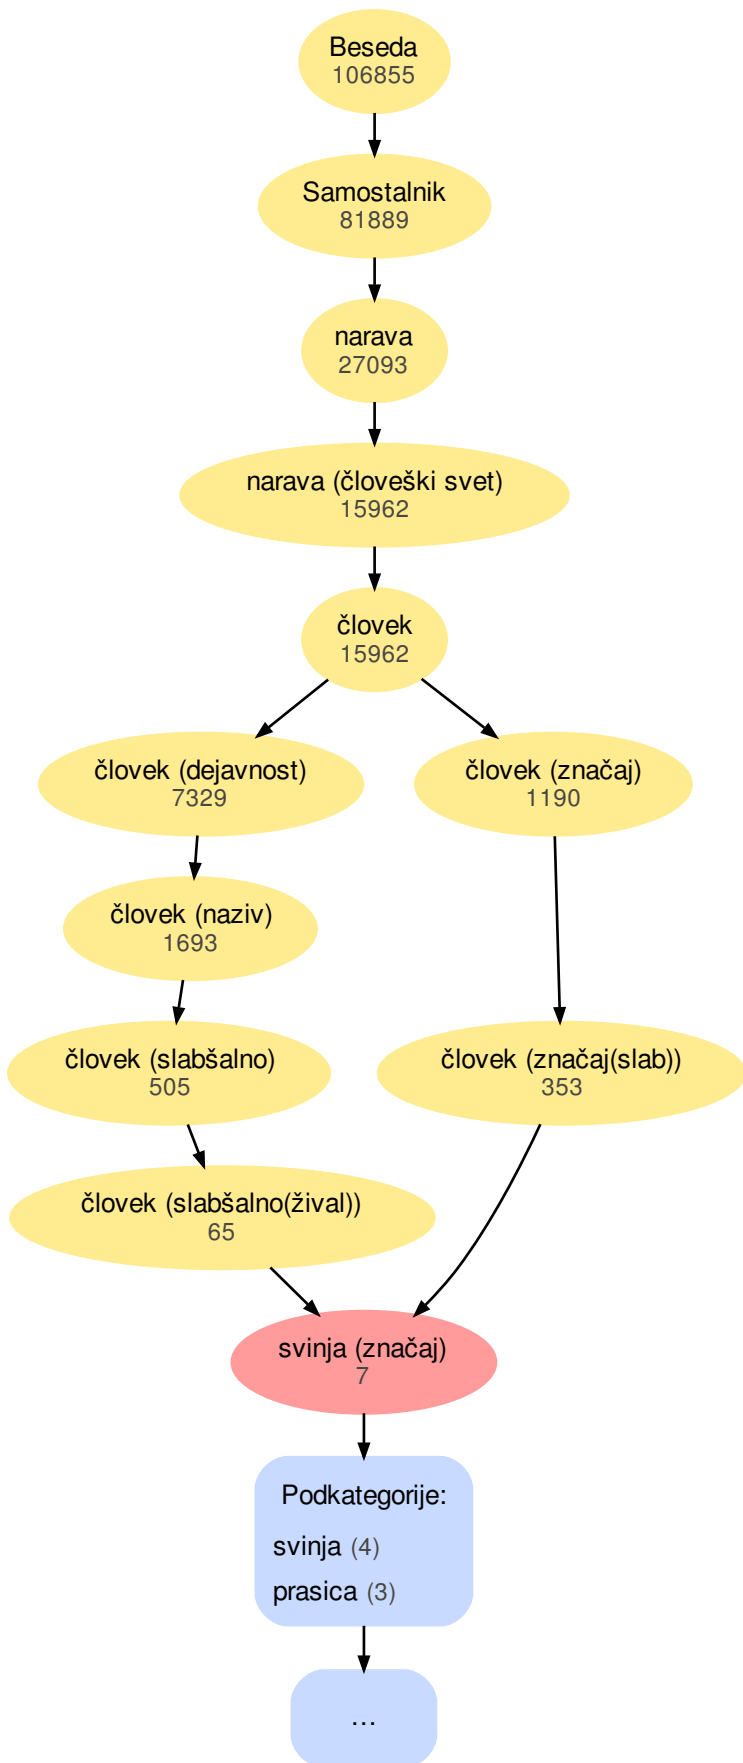 Beseda
106855
Samostalnik
81889
narava
27093
narava (človeški svet)
15962
človek
15962
človek (dejavnost)
7329
človek (značaj)
1190
človek (naziv)
1693
človek (slabšalno)
505
človek (značaj(slab))
353
človek (slabšalno(žival))
65
svinja (značaj)
7
Podkategorije:
svinja (4)
prasica (3)
...